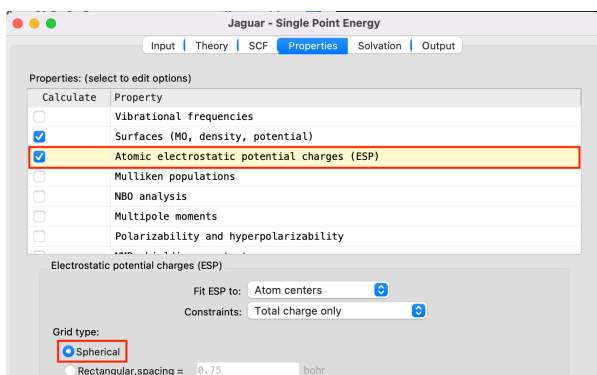 Jaguar - Single Point Energy
Input Theory SCF Properties Solvation Output
Properties: (select to edit options)
Calculate Property
Vibrational frequencies
Surfaces (MO, density, potential)
Atomic electrostatic potential charges (ESP)
Mulliken populations
NBO analysis
Multipole moments
Polarizability and hyperpolarizability
Electrostatic potential charges (ESP)
Fit ESP to: Atom centers
Constraints: Total charge only
Grid type:
Spherical
Rectangular, spacing = 0.75 bohr